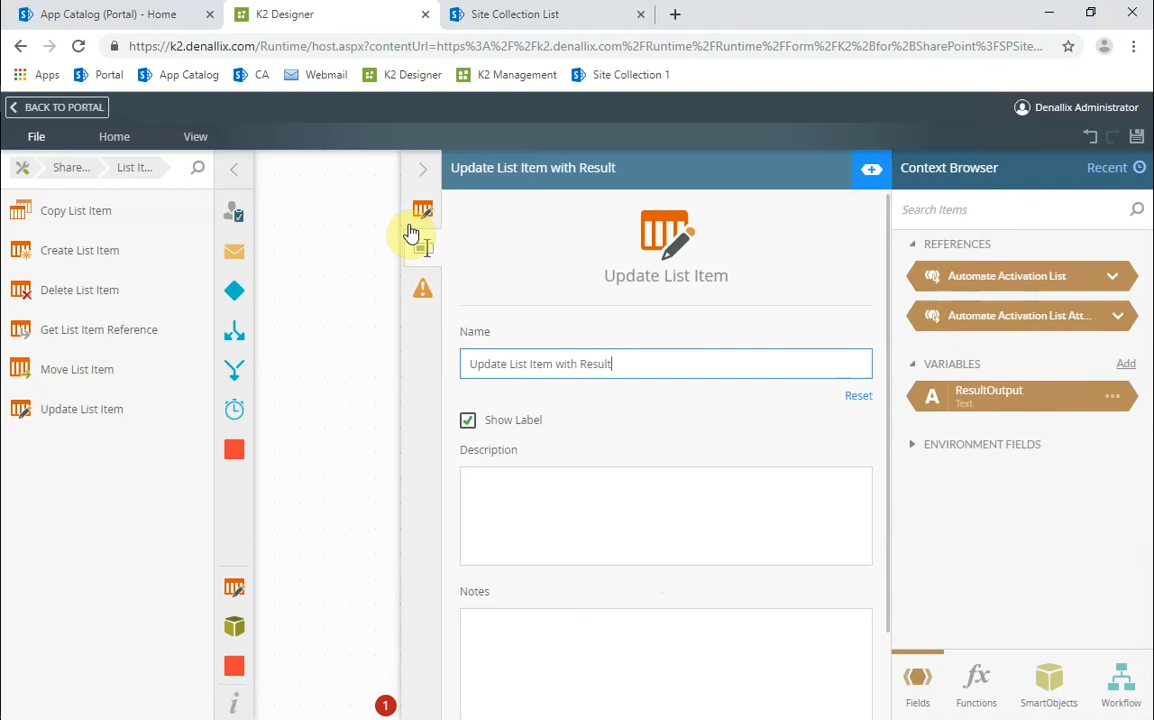 App Catalog (Portal) - Home
K2 Designer
Site Collection List
https://k2.denallix.com/Runtime/host.aspx?contentUrl=https%3A%2F%2Fk2.denallix.com%2FRuntime%2FRuntime%2FForm%2FK2%2Bfor%2BSharePoint%3FSPSite...
Apps
Portal
App Catalog
CA
Webmail
K2 Designer
K2 Management
Site Collection 1
BACK TO PORTAL
Denallix Administrator
File
Home
View
Share...
List It...
Update List Item with Result
Context Browser
Recent
Copy List Item
Create List Item
Delete List Item
Get List Item Reference
Move List Item
Update List Item
Update List Item
Name
Update List Item with Result
Reset
Show Label
Description
Notes
Search Items
REFERENCES
Automate Activation List
Automate Activation List Att...
VARIABLES
Add
A
ResultOutput
Text
ENVIRONMENT FIELDS
1
i
Fields
fx
Functions
SmartObjects
Workflow